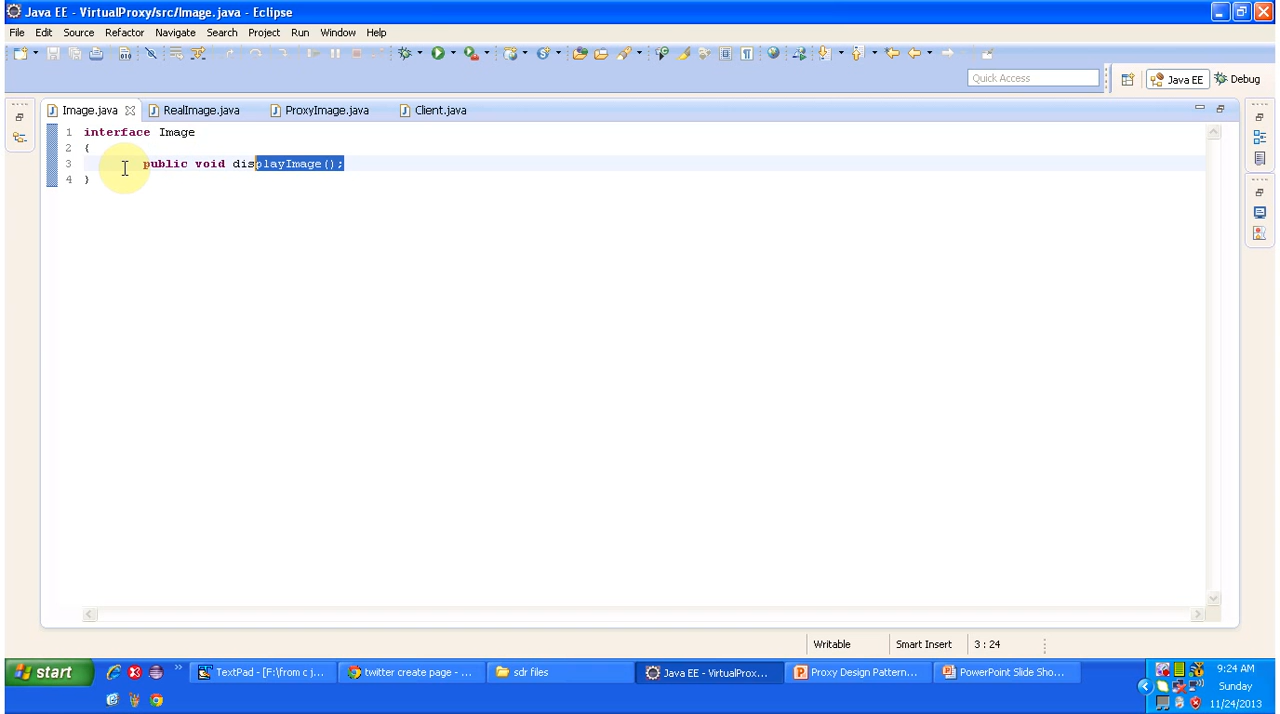 Java EE - VirtualProxy/src/Image.java - Eclipse
File Edit Source Refactor Navigate Search Project Run Window Help
Quick Access
Java EE
Debug
Image.java
RealImage.java
ProxyImage.java
Client.java
1 interface Image
2 {
3 public void displayImage();
4 }
Writable
Smart Insert
3 : 24
start
TextPad - [F:\from c j...
twitter create page - ...
sdr files
Java EE - VirtualProx...
Proxy Design Pattern...
PowerPoint Slide Sho...
9:24 AM
Sunday
11/24/2013